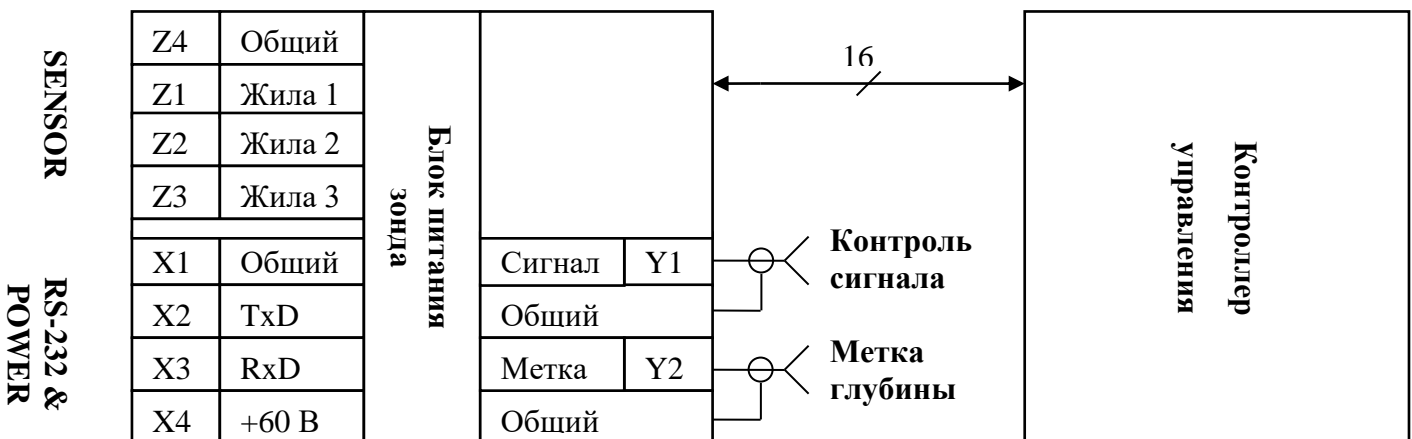 SENSOR
Z4 Общий
Z1 Жила 1
Z2 Жила 2
Z3 Жила 3
RS-232 &
POWER
X1 Общий
X2 TxD
X3 RxD
X4 +60 В
Блок питания
зонда
Сигнал Y1
Общий
Метка Y2
Общий
16
Контроль
сигнала
Метка
глубины
Контроллер
управления